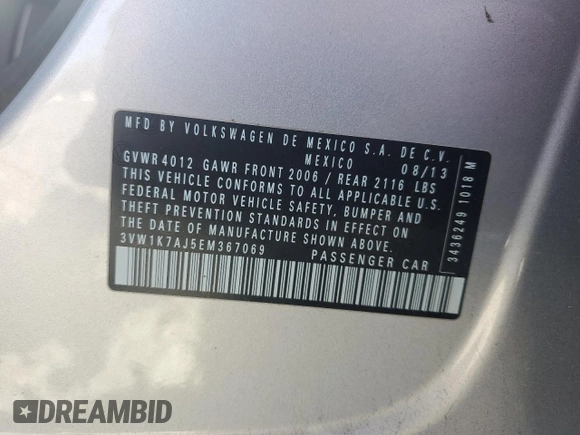 MFD BY VOLKSWAGEN DE MEXICO S.A. DE C.V.
MEXICO 08/13
GVWR 4012 GAWR FRONT 2006 / REAR 2116 LBS
THIS VEHICLE CONFORMS TO ALL APPLICABLE U.S.
FEDERAL MOTOR VEHICLE SAFETY, BUMPER AND
THEFT PREVENTION STANDARDS IN EFFECT ON
THE DATE OF MANUFACTURE SHOWN ABOVE.
3VW1K7AJ5EM367069 PASSENGER CAR
3436249 1018 M
DREAMBID